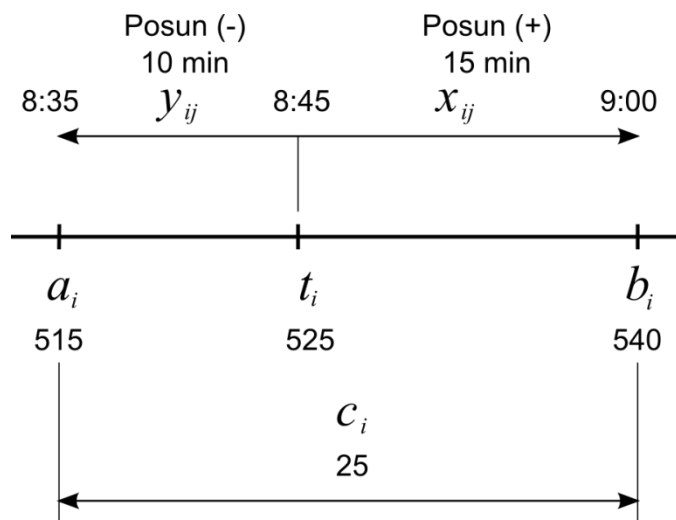 Posun (-) Posun (+)
10 min 15 min
8:35 y_ij 8:45 x_ij 9:00
a_i t_i b_i
515 525 540
c_i
25